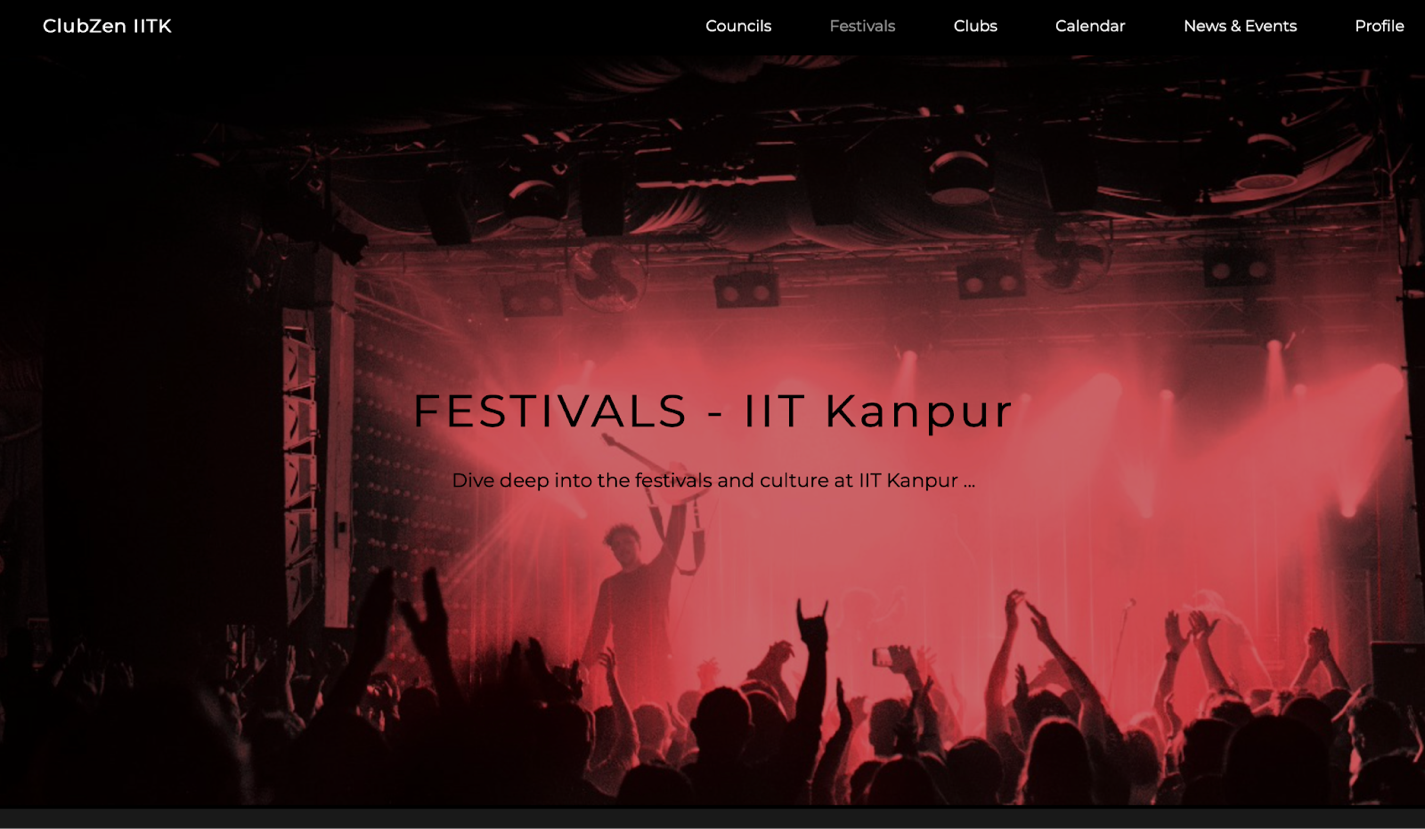 ClubZen IITK
Councils
Festivals
Clubs
Calendar
News & Events
Profile
FESTIVALS - IIT Kanpur
Dive deep into the festivals and culture at IIT Kanpur ...